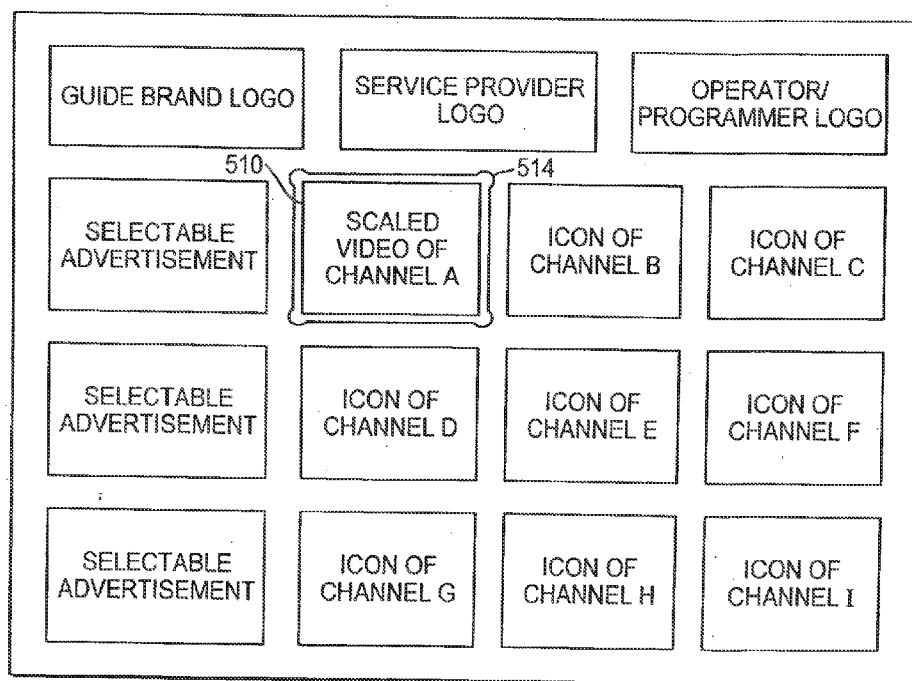 GUIDE BRAND LOGO
SERVICE PROVIDER
LOGO
OPERATOR/
PROGRAMMER LOGO
510
514
SELECTABLE
ADVERTISEMENT
SCALED
VIDEO OF
CHANNEL A
ICON OF
CHANNEL B
ICON OF
CHANNEL C
SELECTABLE
ADVERTISEMENT
ICON OF
CHANNEL D
ICON OF
CHANNEL E
ICON OF
CHANNEL F
SELECTABLE
ADVERTISEMENT
ICON OF
CHANNEL G
ICON OF
CHANNEL H
ICON OF
CHANNEL I